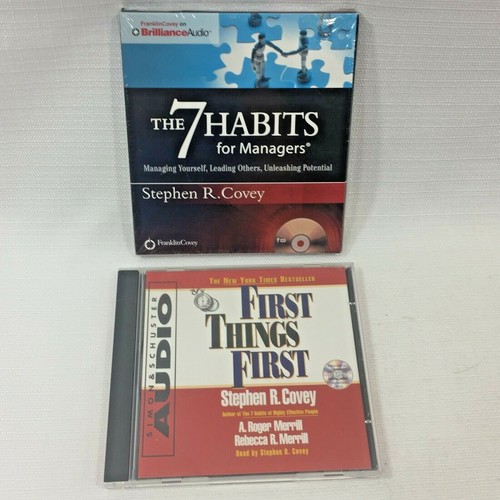 FranklinCovey on
BrillianceAudio
THE 7 HABITS
for Managers®
Managing Yourself, Leading Others, Unleashing Potential
Stephen R. Covey
FranklinCovey
SIMON & SCHUSTER
AUDIO
THE NEW YORK TIMES BESTSELLER
FIRST
THINGS
FIRST
Stephen R. Covey
Author of The 7 Habits of Highly Effective People
A. Roger Merrill
Rebecca R. Merrill
Read by Stephen R. Covey